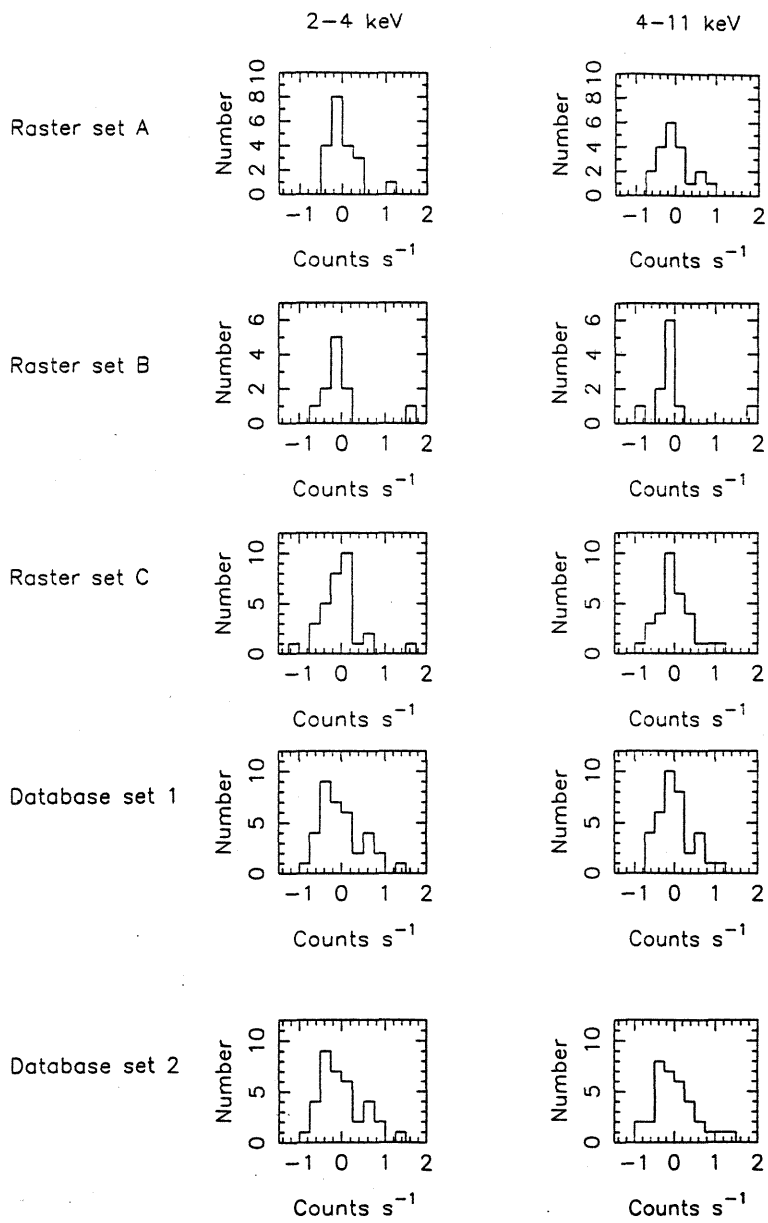 2–4 keV
4–11 keV
Raster set A
Number
0 2 4 6 8 10
−1 0 1 2
Counts s⁻¹
Number
0 2 4 6 8 10
−1 0 1 2
Counts s⁻¹
Raster set B
Number
0 2 4 6
−1 0 1 2
Counts s⁻¹
Number
0 2 4 6
−1 0 1 2
Counts s⁻¹
Raster set C
Number
0 5 10
−1 0 1 2
Counts s⁻¹
Number
0 5 10
−1 0 1 2
Counts s⁻¹
Database set 1
Number
0 5 10
−1 0 1 2
Counts s⁻¹
Number
0 5 10
−1 0 1 2
Counts s⁻¹
Database set 2
Number
0 5 10
−1 0 1 2
Counts s⁻¹
Number
0 5 10
−1 0 1 2
Counts s⁻¹